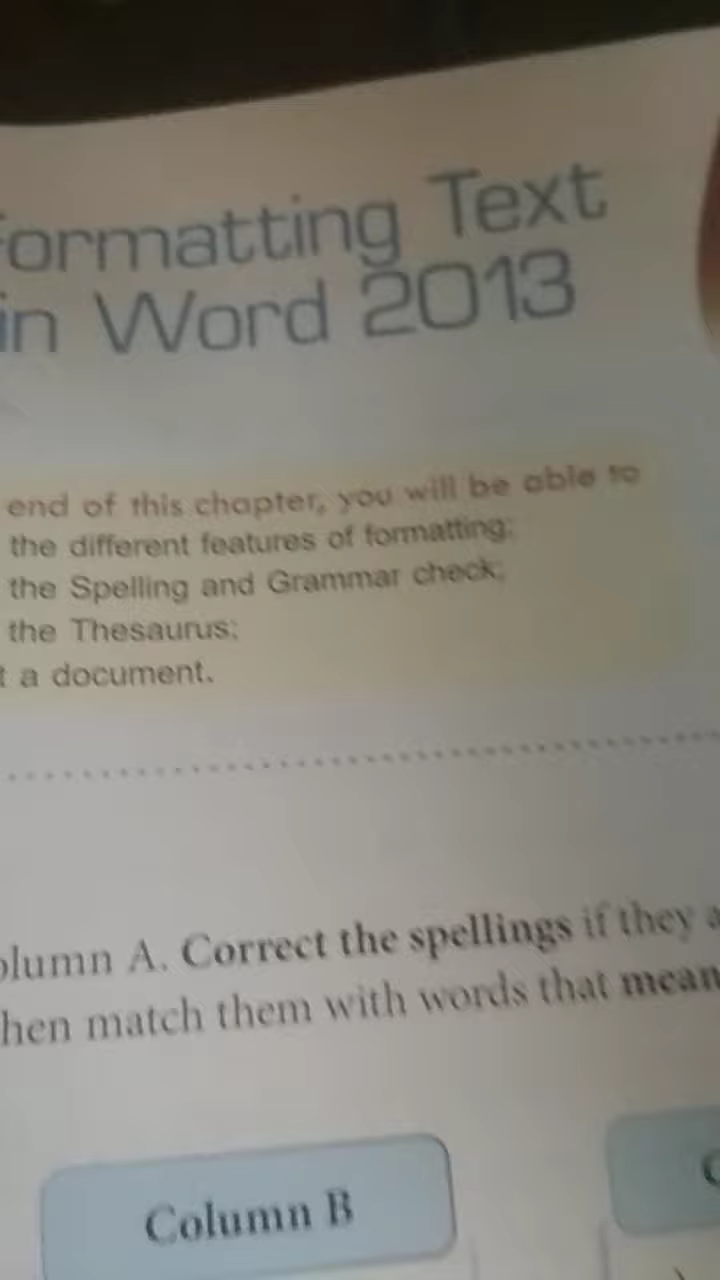 Formatting Text
in Word 2013
end of this chapter, you will be able to
the different features of formatting;
the Spelling and Grammar check;
the Thesaurus;
t a document.
olumn A. Correct the spellings if they a
hen match them with words that mean
Column B
C